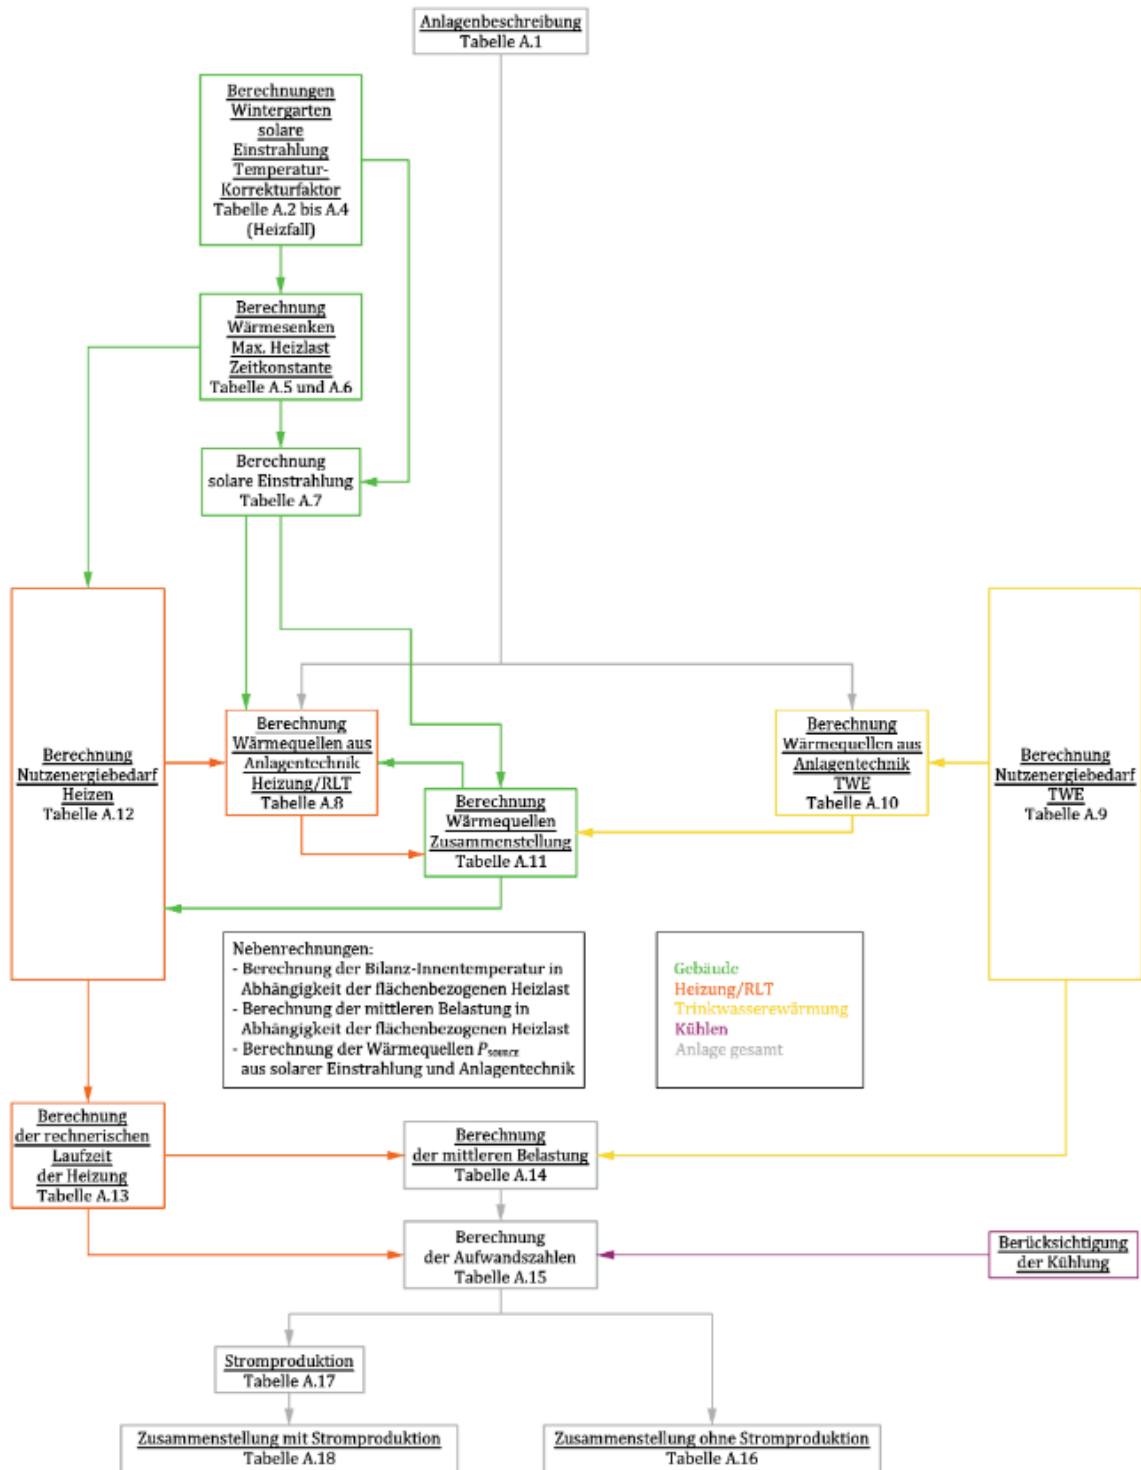 Anlagenbeschreibung
Tabelle A.1
Berechnungen
Wintergarten
solare
Einstrahlung
Temperatur-
Korrekturfaktor
Tabelle A.2 bis A.4
(Heizfall)
Berechnung
Wärmesenken
Max. Heizlast
Zeitkonstante
Tabelle A.5 und A.6
Berechnung
solare Einstrahlung
Tabelle A.7
Berechnung
Nutzenergiebedarf
Heizen
Tabelle A.12
Berechnung
Wärmequellen aus
Anlagentechnik
Heizung/RLT
Tabelle A.8
Berechnung
Wärmequellen
Zusammenstellung
Tabelle A.11
Berechnung
Wärmequellen aus
Anlagentechnik
TWE
Tabelle A.10
Berechnung
Nutzenergiebedarf
TWE
Tabelle A.9
Nebenrechnungen:
- Berechnung der Bilanz-Innentemperatur in
Abhängigkeit der flächenbezogenen Heizlast
- Berechnung der mittleren Belastung in
Abhängigkeit der flächenbezogenen Heizlast
- Berechnung der Wärmequellen P_source
aus solarer Einstrahlung und Anlagentechnik
Gebäude
Heizung/RLT
Trinkwasserewärmung
Kühlen
Anlage gesamt
Berechnung
der rechnerischen
Laufzeit
der Heizung
Tabelle A.13
Berechnung
der mittleren Belastung
Tabelle A.14
Berechnung
der Aufwandszahlen
Tabelle A.15
Berücksichtigung
der Kühlung
Stromproduktion
Tabelle A.17
Zusammenstellung mit Stromproduktion
Tabelle A.18
Zusammenstellung ohne Stromproduktion
Tabelle A.16